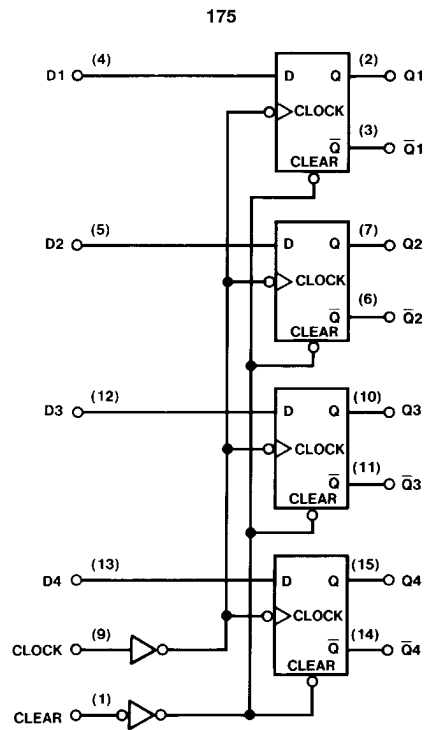 175
D1 (4) D Q (2) Q1
CLOCK
Q̅ (3) Q̅1
CLEAR
D2 (5) D Q (7) Q2
CLOCK
Q̅ (6) Q̅2
CLEAR
D3 (12) D Q (10) Q3
CLOCK
Q̅ (11) Q̅3
CLEAR
D4 (13) D Q (15) Q4
CLOCK
CLOCK (9) Q̅ (14) Q̅4
CLEAR
CLEAR (1)